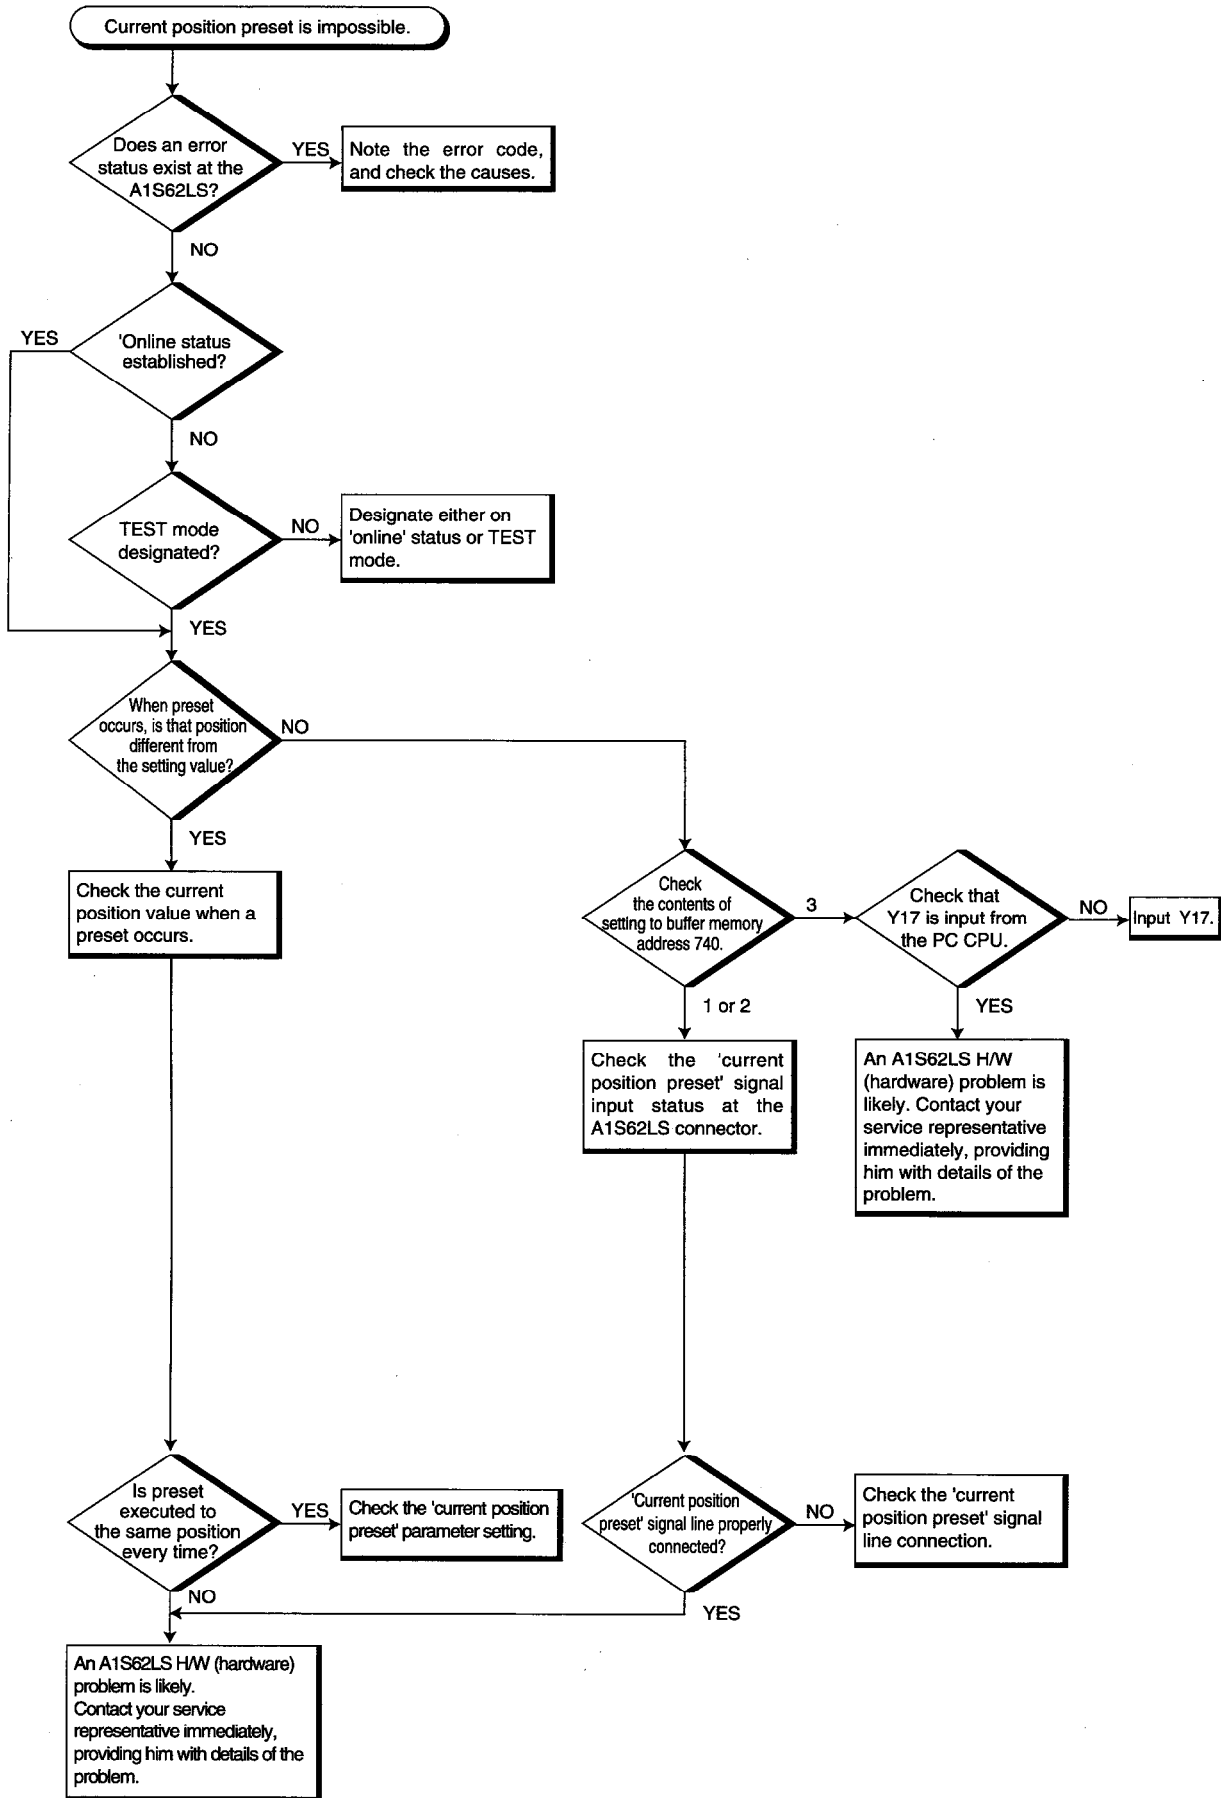 Current position preset is impossible.
Does an error
status exist at the
A1S62LS?
YES
Note the error code,
and check the causes.
NO
YES
'Online status
established?
NO
TEST mode
designated?
NO
Designate either on
'online' status or TEST
mode.
YES
When preset
occurs, is that position
different from
the setting value?
NO
YES
Check the current
position value when a
preset occurs.
Check
the contents of
setting to buffer memory
address 740.
3
Check that
Y17 is input from
the PC CPU.
NO
Input Y17.
1 or 2
YES
Check the 'current
position preset' signal
input status at the
A1S62LS connector.
An A1S62LS H/W
(hardware) problem is
likely. Contact your
service representative
immediately, providing
him with details of the
problem.
Is preset
executed to
the same position
every time?
YES
Check the 'current position
preset' parameter setting.
'Current position
preset' signal line properly
connected?
NO
Check the 'current
position preset' signal
line connection.
NO
YES
An A1S62LS H/W (hardware)
problem is likely.
Contact your service
representative immediately,
providing him with details of the
problem.